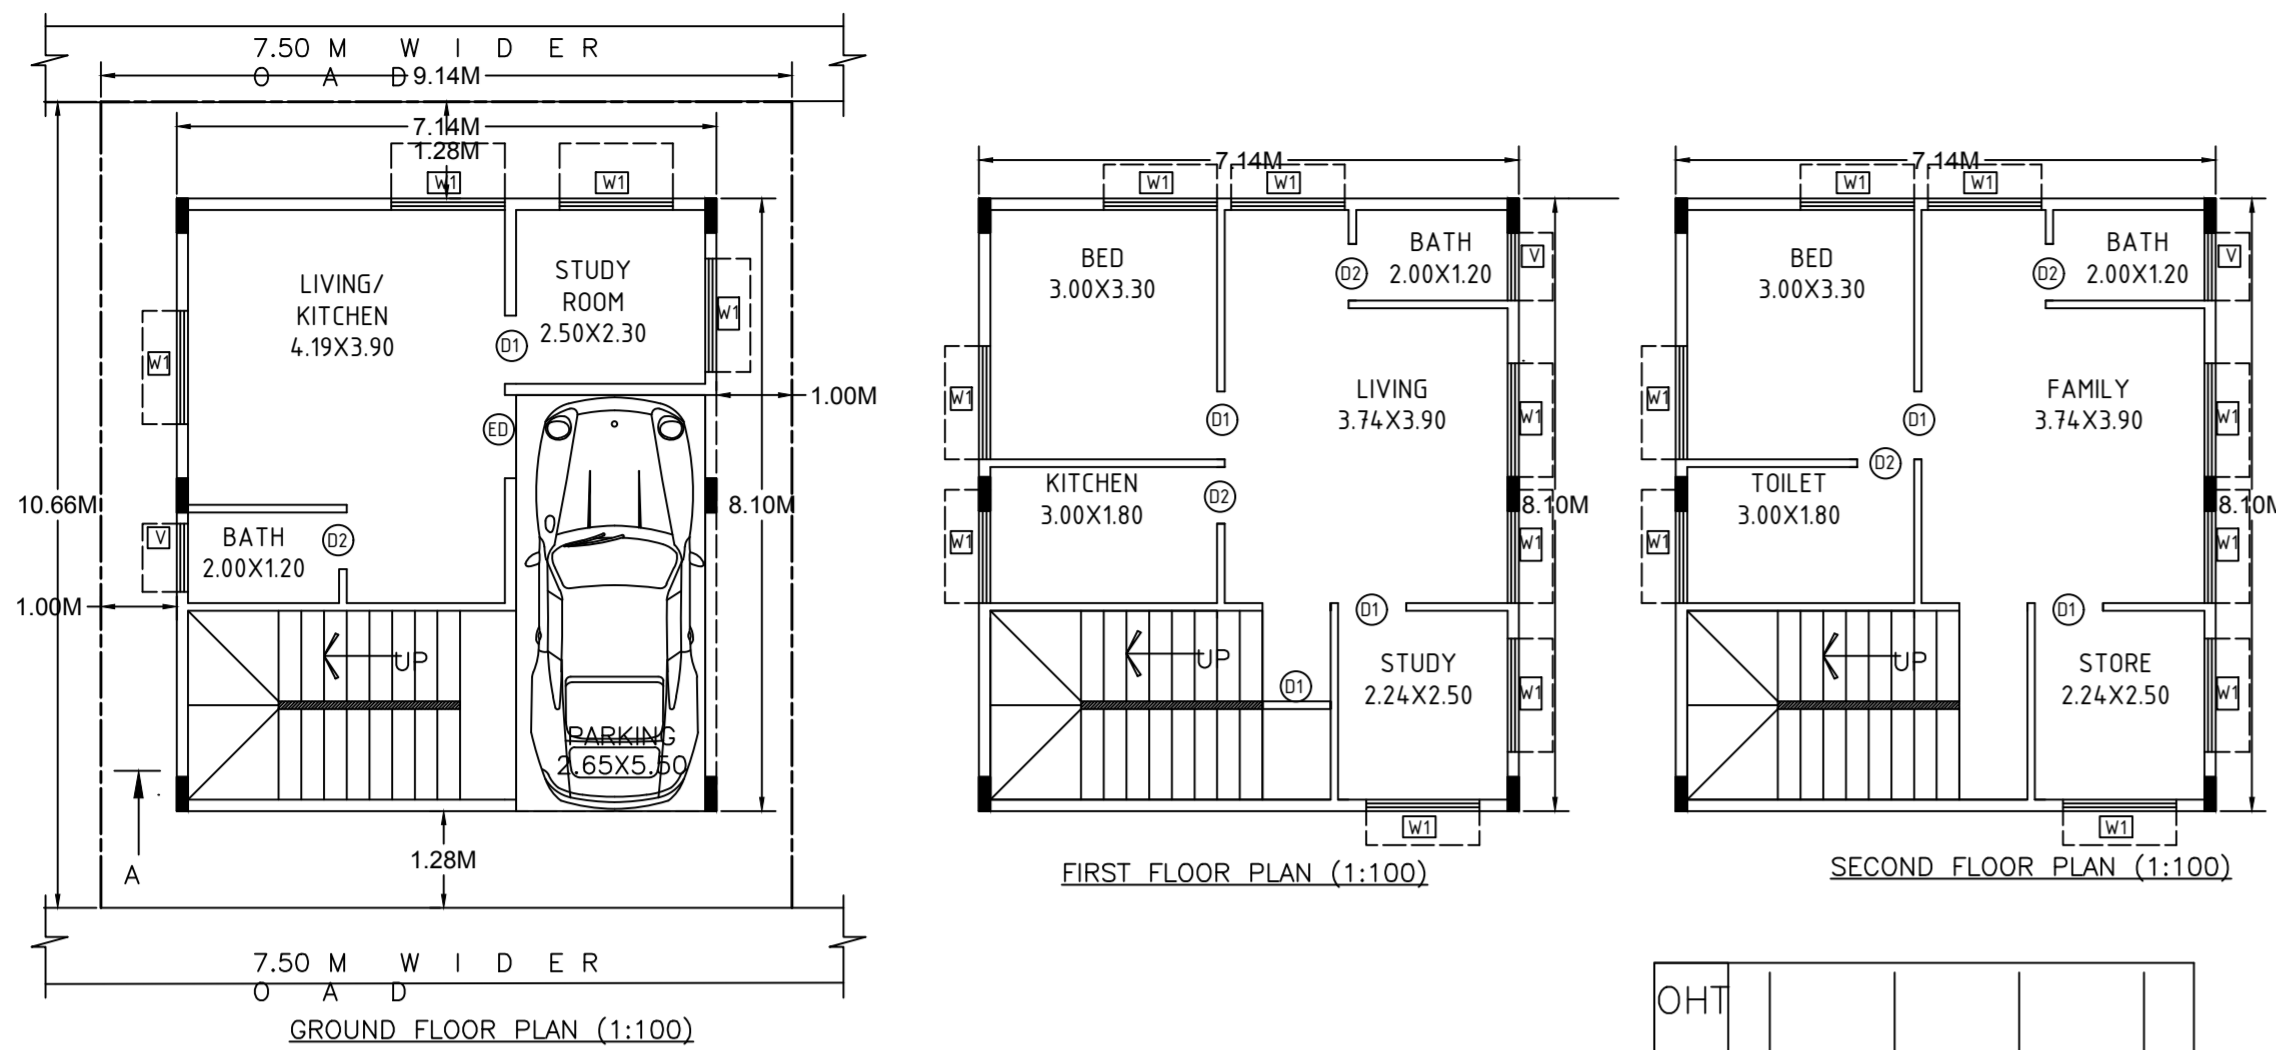 7.50 M W I D E R
O A D
9.14M
7.14M
1.28M
W1
W1
LIVING/
KITCHEN
4.19X3.90
STUDY
ROOM
2.50X2.30
W1
W1
D1
1.00M
ED
10.66M
8.10M
BATH
2.00X1.20
V
D2
1.00M
UP
PARKING
2.65X5.50
A
1.28M
7.50 M W I D E R
O A D
GROUND FLOOR PLAN (1:100)
7.14M
W1
W1
BED
3.00X3.30
BATH
2.00X1.20
V
D2
W1
LIVING
3.74X3.90
W1
D1
KITCHEN
3.00X1.80
D2
8.10M
W1
W1
D1
UP
D1
STUDY
2.24X2.50
W1
W1
FIRST FLOOR PLAN (1:100)
7.14M
W1
W1
BED
3.00X3.30
BATH
2.00X1.20
V
D2
W1
FAMILY
3.74X3.90
W1
D1
D2
TOILET
3.00X1.80
8.10M
W1
W1
D1
UP
STORE
2.24X2.50
W1
W1
SECOND FLOOR PLAN (1:100)
OHT